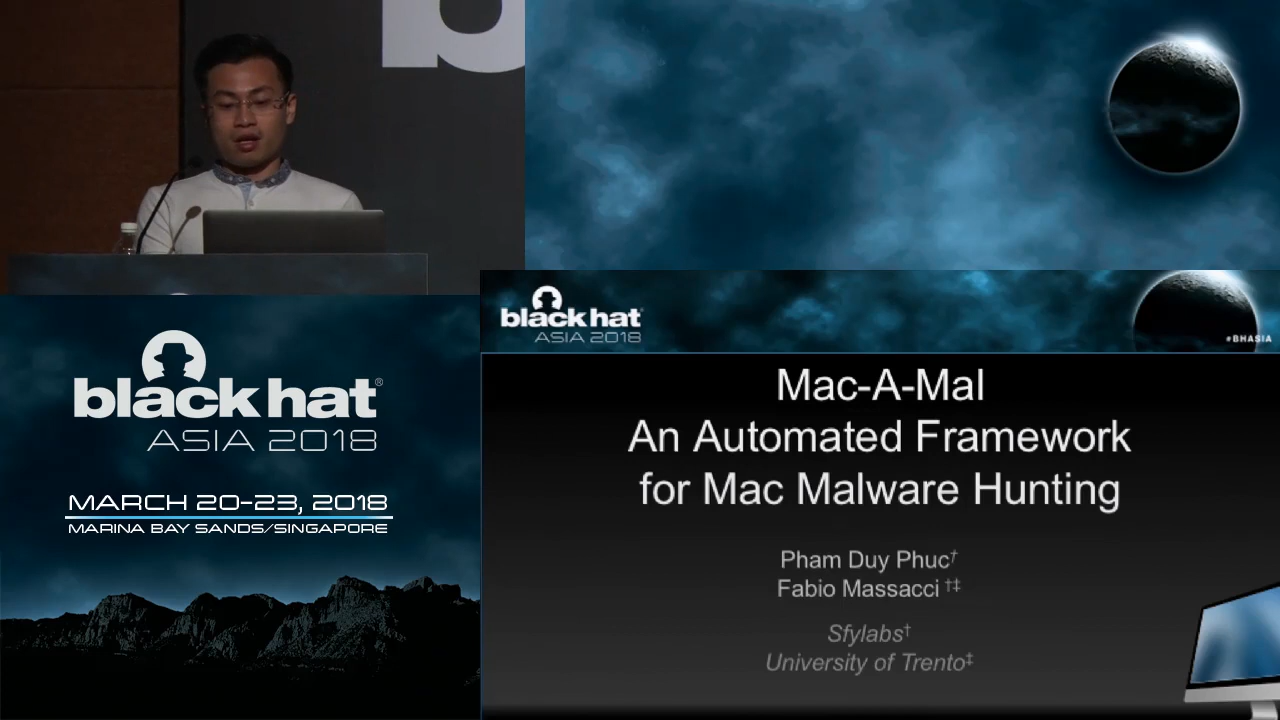 b
black hat®
ASIA 2018
MARCH 20-23, 2018
MARINA BAY SANDS/SINGAPORE
black hat
ASIA 2018
#BHASIA
Mac-A-Mal
An Automated Framework
for Mac Malware Hunting
Pham Duy Phuc†
Fabio Massacci †‡
Sfylabs†
University of Trento‡